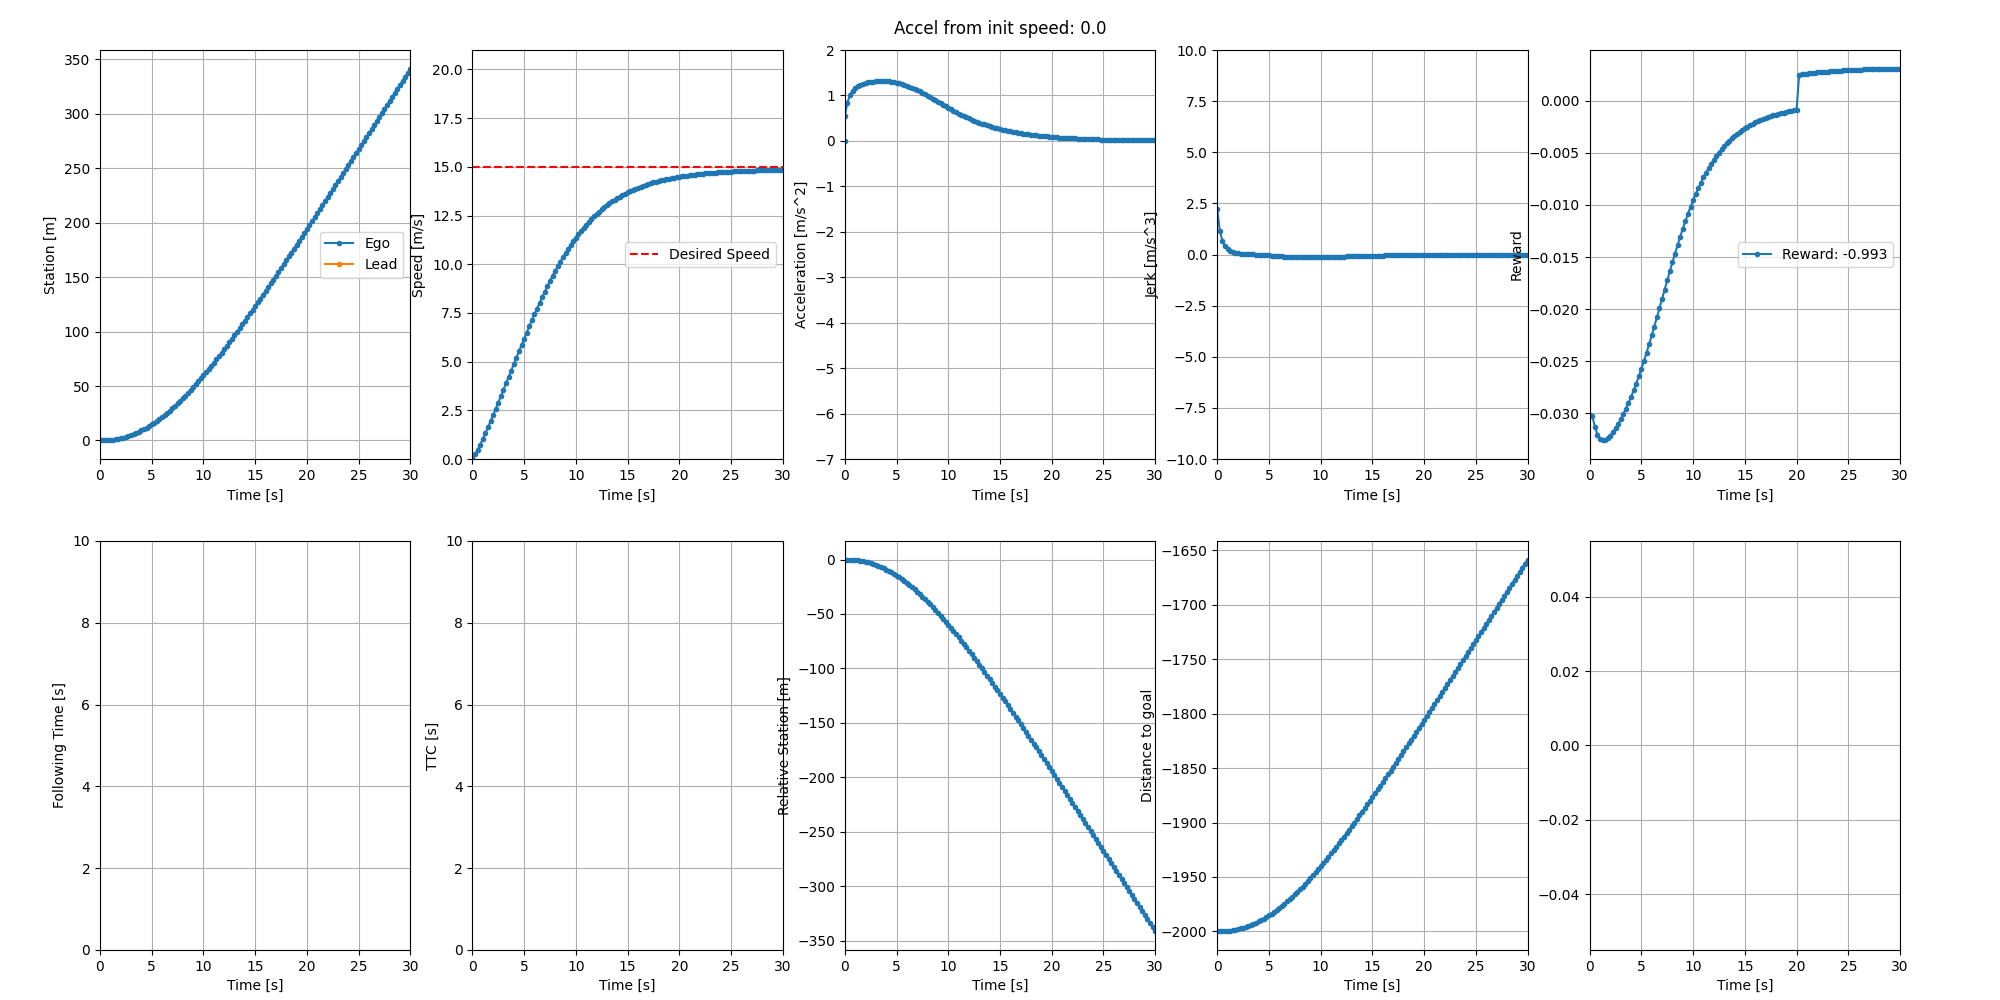 Accel from init speed: 0.0
350
300
250
200
150
100
50
0
Station [m]
Ego
Lead
0 5 10 15 20 25 30
Time [s]
20.0
17.5
15.0
12.5
10.0
7.5
5.0
2.5
0.0
Speed [m/s]
Desired Speed
0 5 10 15 20 25 30
Time [s]
2
1
0
−1
−2
−3
−4
−5
−6
−7
Acceleration [m/s^2]
0 5 10 15 20 25 30
Time [s]
10.0
7.5
5.0
2.5
0.0
−2.5
−5.0
−7.5
−10.0
Jerk [m/s^3]
0 5 10 15 20 25 30
Time [s]
0.000
−0.005
−0.010
−0.015
−0.020
−0.025
−0.030
Reward
Reward: -0.993
0 5 10 15 20 25 30
Time [s]
10
8
6
4
2
0
Following Time [s]
0 5 10 15 20 25 30
Time [s]
10
8
6
4
2
0
TTC [s]
0 5 10 15 20 25 30
Time [s]
0
−50
−100
−150
−200
−250
−300
−350
Relative Station [m]
0 5 10 15 20 25 30
Time [s]
−1650
−1700
−1750
−1800
−1850
−1900
−1950
−2000
Distance to goal
0 5 10 15 20 25 30
Time [s]
0.04
0.02
0.00
−0.02
−0.04
0 5 10 15 20 25 30
Time [s]